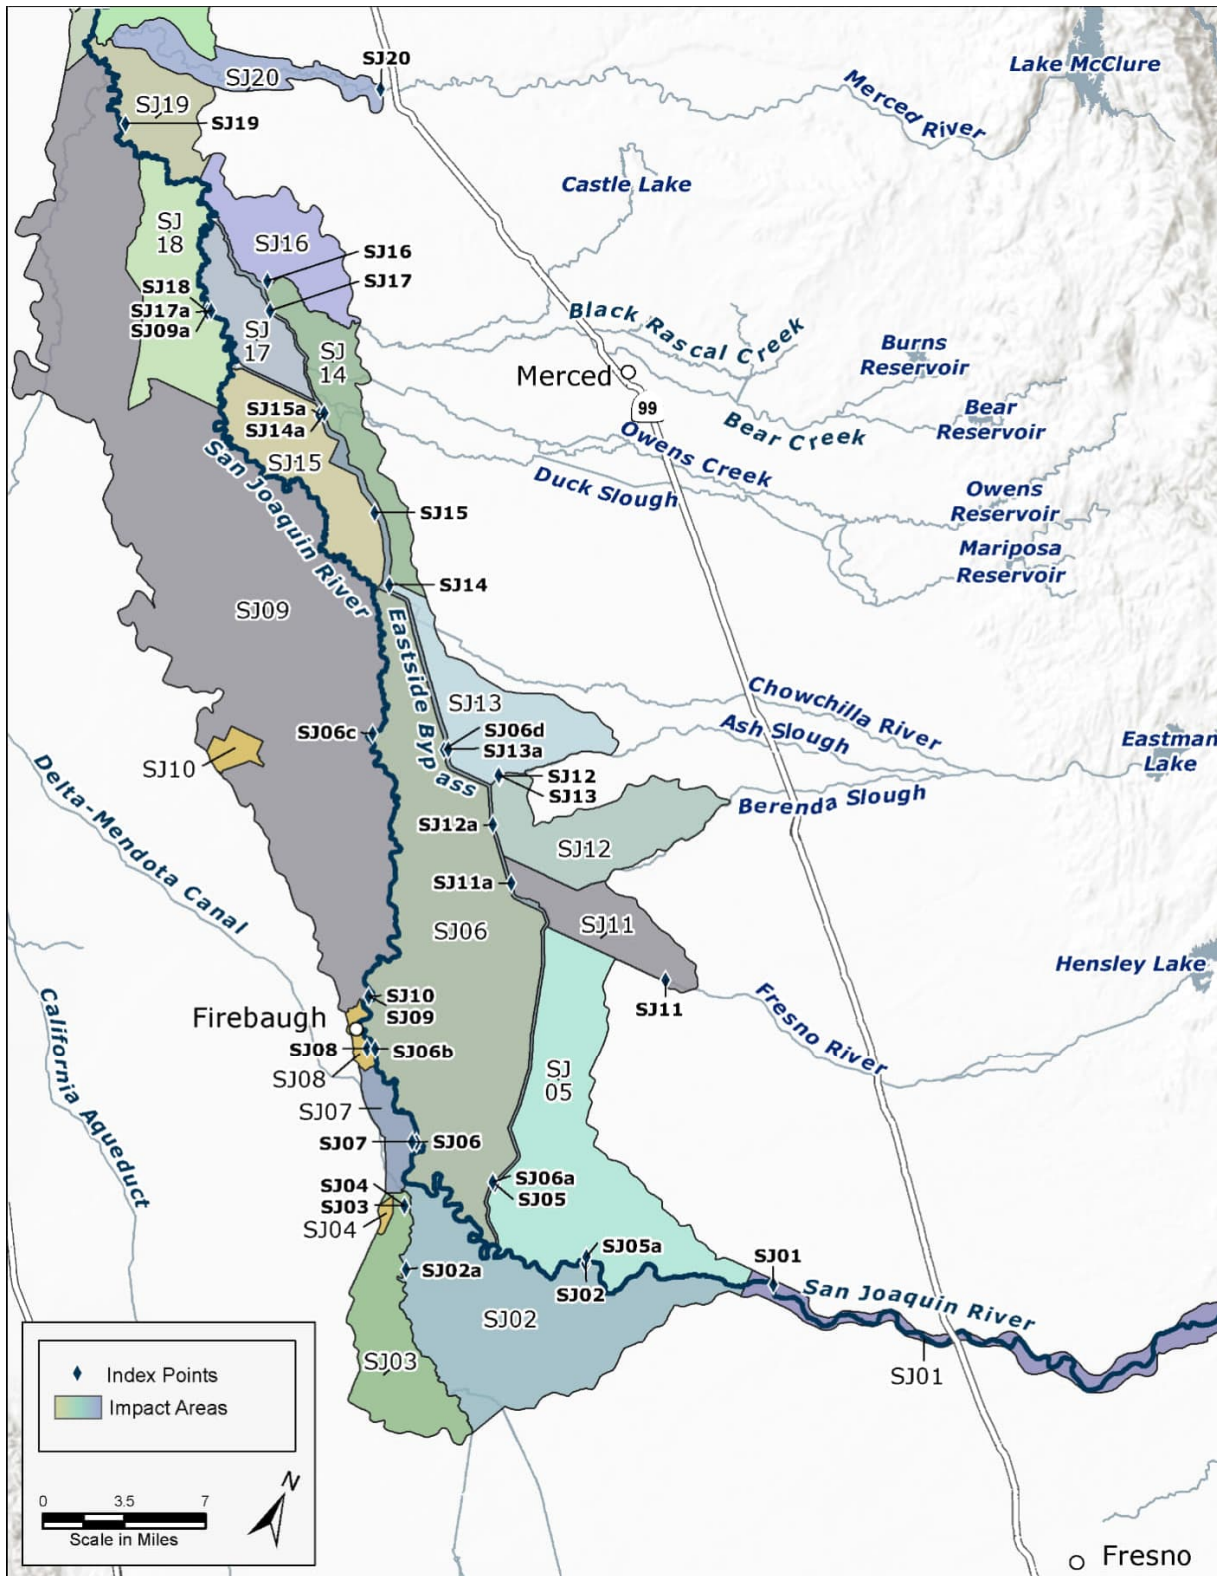 SJ20
Lake McClure
SJ20
SJ19
SJ19
Merced River
Castle Lake
SJ
18
SJ16
SJ16
SJ17
SJ18
SJ17a
SJ09a
SJ
17
SJ
14
Black Rascal Creek
Burns
Reservoir
Merced
99
Bear
Reservoir
Bear Creek
SJ15a
SJ14a
SJ15
Owens Creek
Duck Slough
San Joaquin River
Owens
Reservoir
SJ15
Mariposa
Reservoir
SJ14
SJ09
Eastside Bypass
SJ13
Chowchilla River
SJ06c
SJ06d
SJ13a
Ash Slough
Eastman
Lake
SJ10
SJ12
SJ13
Berenda Slough
Delta-Mendota Canal
SJ12a
SJ12
SJ11a
SJ06
SJ11
Hensley Lake
SJ11
California Aqueduct
SJ10
SJ09
Firebaugh
Fresno River
SJ08
SJ06b
SJ08
SJ
05
SJ07
SJ07
SJ06
SJ04
SJ03
SJ06a
SJ05
SJ04
SJ05a
SJ02a
SJ02
SJ01
San Joaquin River
SJ02
SJ03
SJ01
Index Points
Impact Areas
N
0 3.5 7
Scale in Miles
Fresno